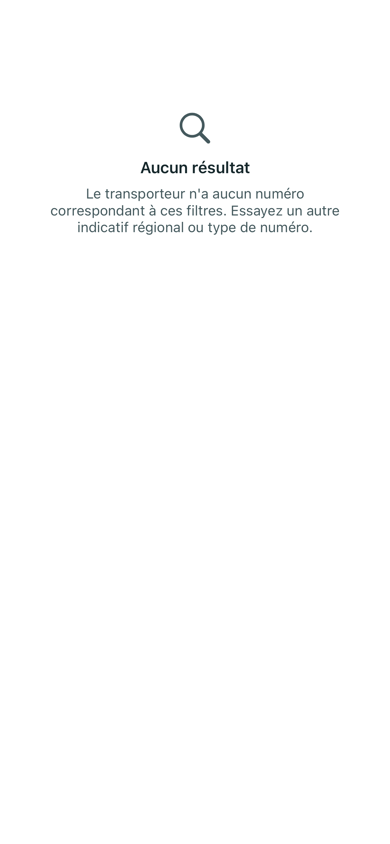 Aucun résultat
Le transporteur n'a aucun numéro
correspondant à ces filtres. Essayez un autre
indicatif régional ou type de numéro.